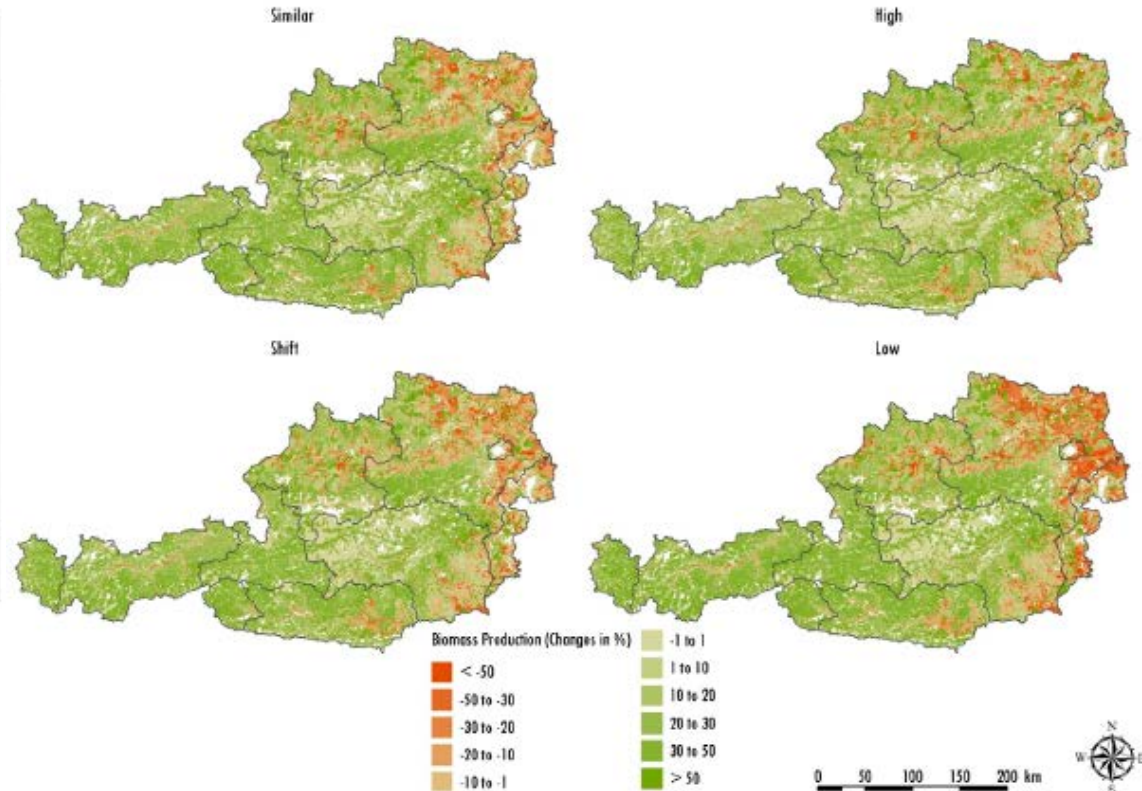 Similar
High
Shift
Low
Biomass Production (Changes in %)
< -50
-50 to -30
-30 to -20
-20 to -10
-10 to -1
-1 to 1
1 to 10
10 to 20
20 to 30
30 to 50
> 50
0 50 100 150 200 km
N
W E
S